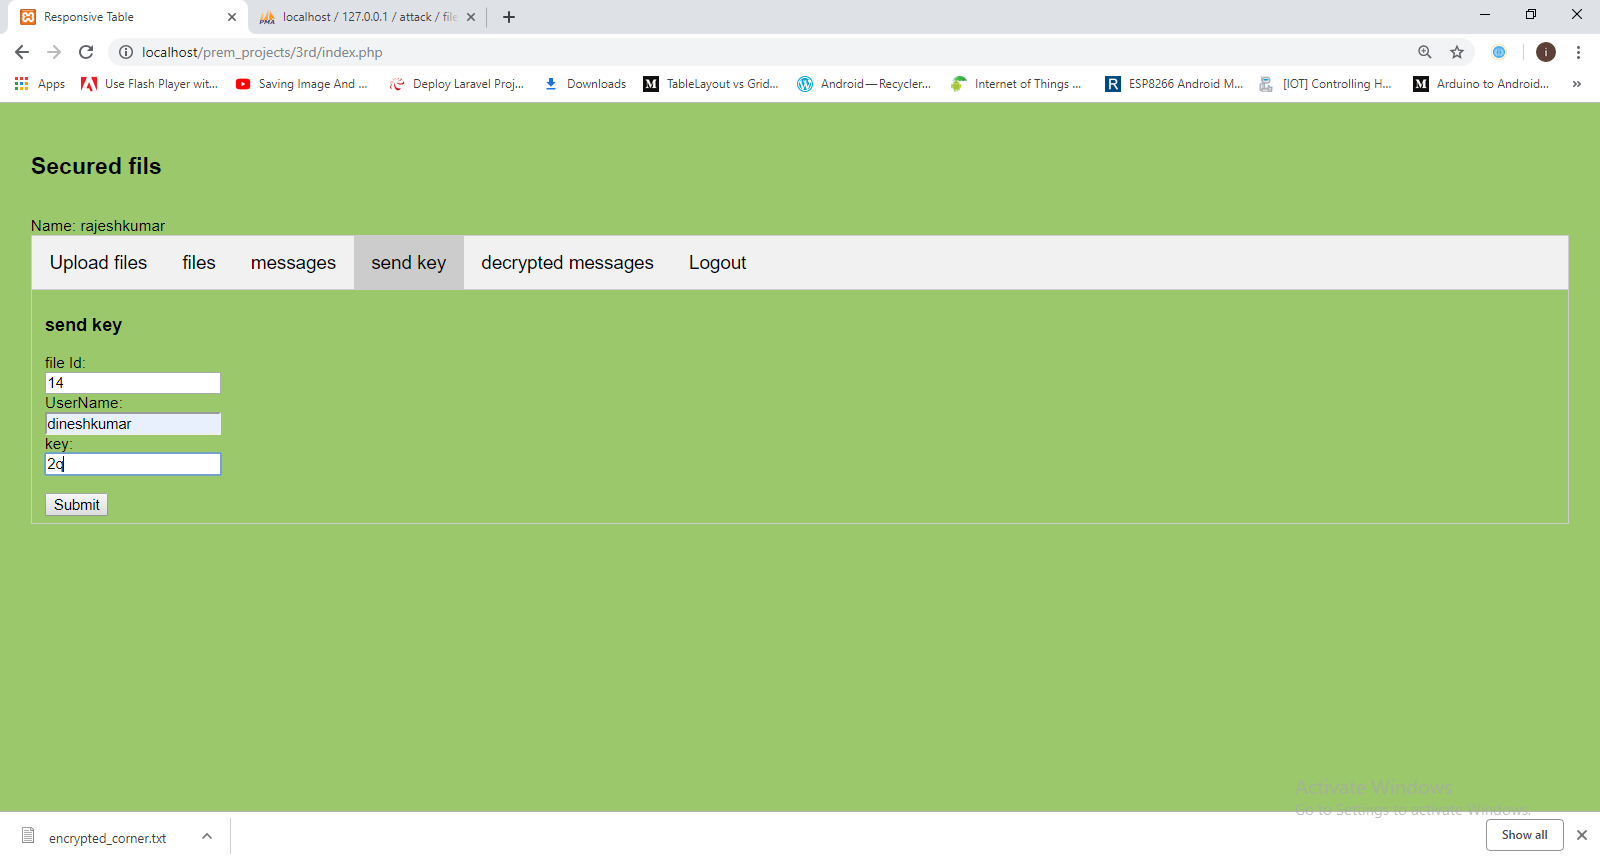 Responsive Table
localhost / 127.0.0.1 / attack / file
localhost/prem_projects/3rd/index.php
Apps
Use Flash Player wit...
Saving Image And ...
Deploy Laravel Proj...
Downloads
TableLayout vs Grid...
Android — Recycler...
Internet of Things ...
ESP8266 Android M...
[IOT] Controlling H...
Arduino to Android...
Secured fils
Name: rajeshkumar
Upload files files messages send key decrypted messages Logout
send key
file Id:
14
UserName:
dineshkumar
key:
2q
Submit
Activate Windows
Go to Settings to activate Windows.
encrypted_corner.txt
Show all